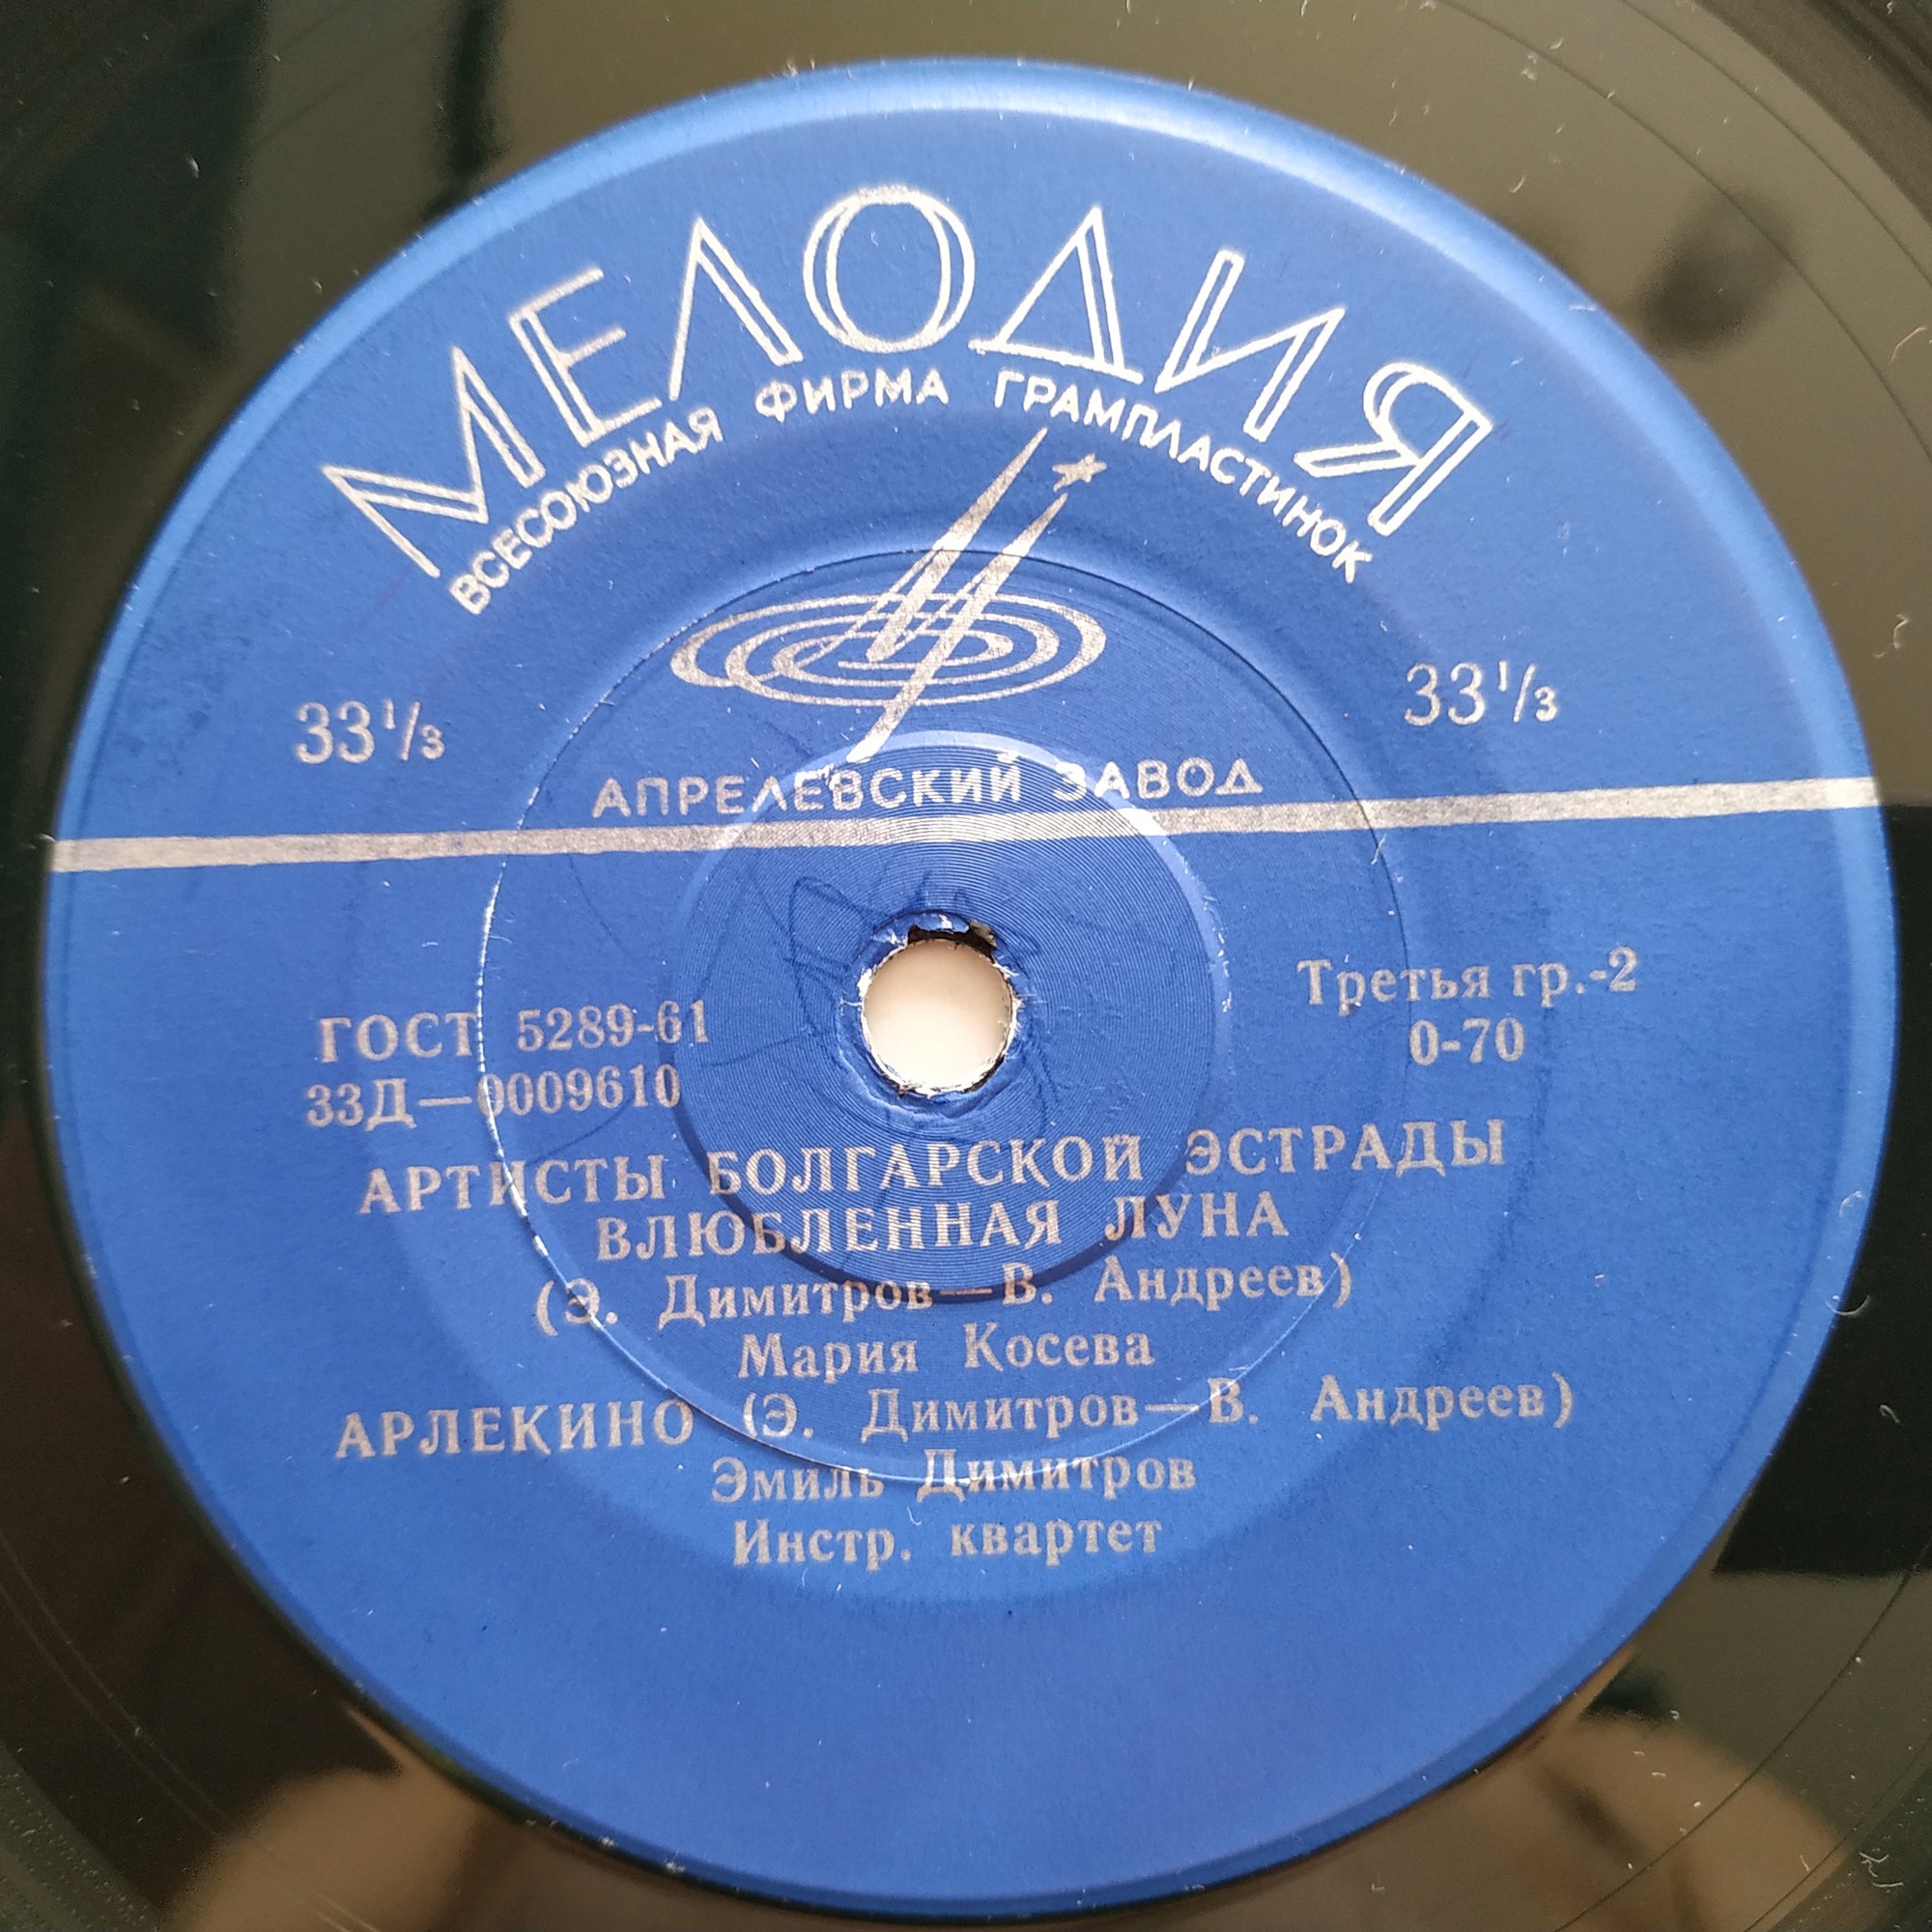 МЕЛОДИЯ
ВСЕСОЮЗНАЯ ФИРМА ГРАМПЛАСТИНОК
33⅓ 33⅓
АПРЕЛЕВСКИЙ ЗАВОД
Третья гр.-2
ГОСТ 5289-61 0-70
33Д—0009610
АРТИСТЫ БОЛГАРСКОЙ ЭСТРАДЫ
ВЛЮБЛЕННАЯ ЛУНА
(Э. Димитров—В. Андреев)
Мария Косева
АРЛЕКИНО (Э. Димитров—В. Андреев)
Эмиль Димитров
Инстр. квартет